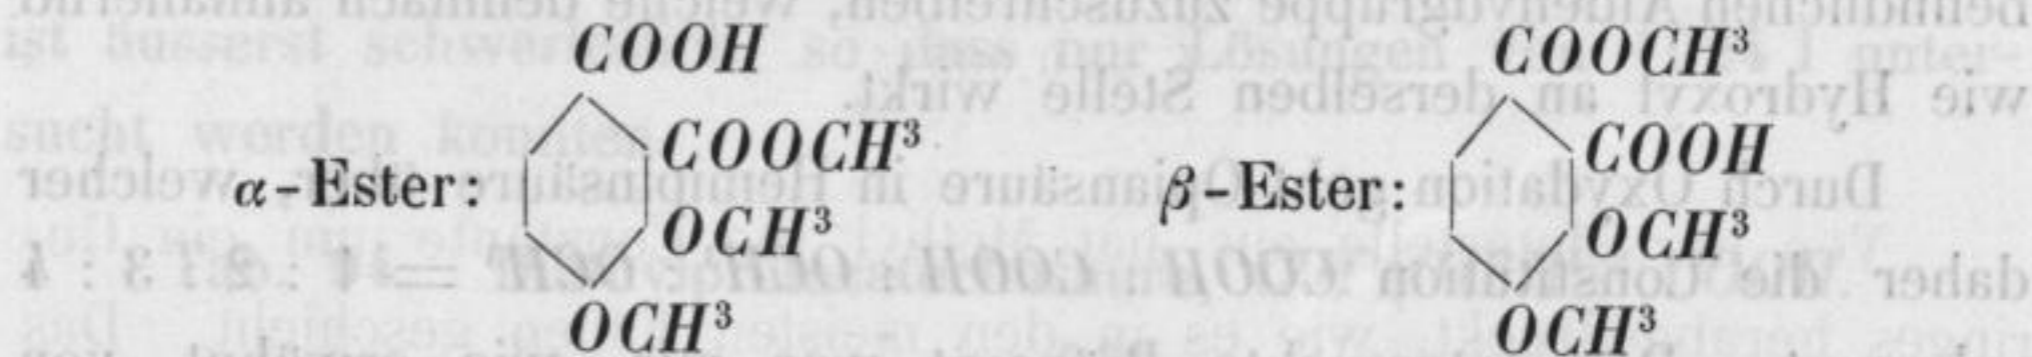 COOH COOCH³
COOCH³ COOH
α-Ester: β-Ester:
OCH³ OCH³
OCH³ OCH³